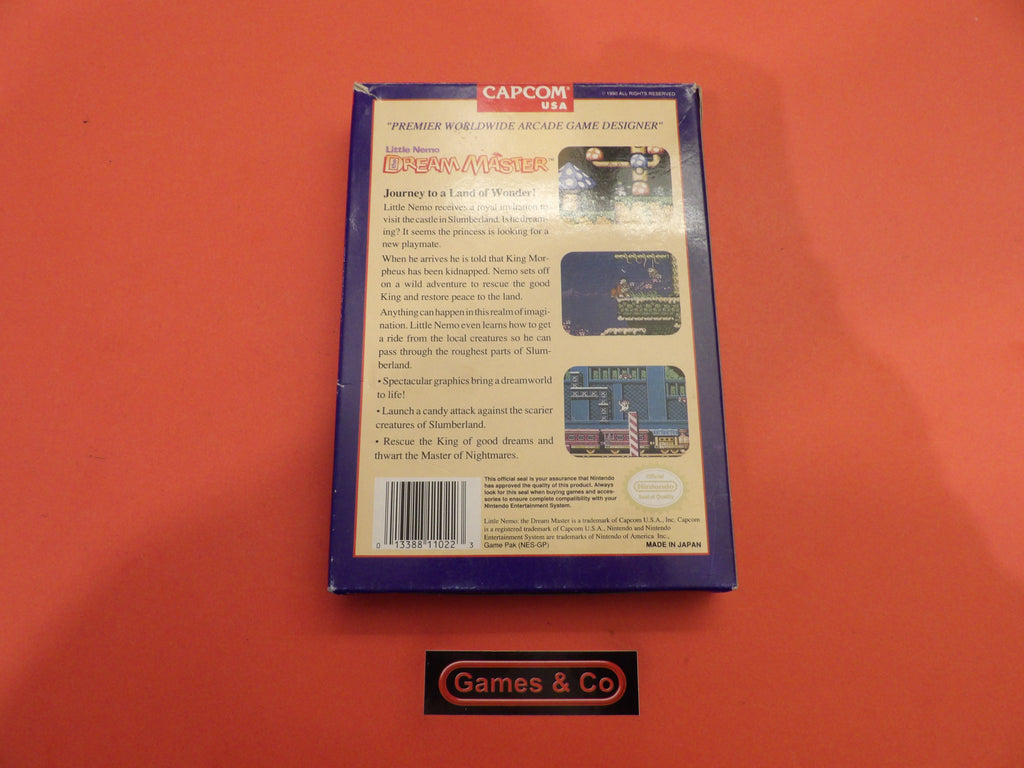 CAPCOM®
USA
© 1990 ALL RIGHTS RESERVED
"PREMIER WORLDWIDE ARCADE GAME DESIGNER"
Little Nemo
DREAM MASTER™
Journey to a Land of Wonder!
Little Nemo receives a royal invitation to
visit the castle in Slumberland. Is he dream-
ing? It seems the princess is looking for a
new playmate.
When he arrives he is told that King Mor-
pheus has been kidnapped. Nemo sets off
on a wild adventure to rescue the good
King and restore peace to the land.
Anything can happen in this realm of imagi-
nation. Little Nemo even learns how to get
a ride from the local creatures so he can
pass through the roughest parts of Slum-
berland.
• Spectacular graphics bring a dreamworld
to life!
• Launch a candy attack against the scarier
creatures of Slumberland.
• Rescue the King of good dreams and
thwart the Master of Nightmares.
This official seal is your assurance that Nintendo
has approved the quality of this product. Always
look for this seal when buying games and acces-
sories to ensure complete compatibility with your
Nintendo Entertainment System.
Official
Nintendo
Seal of Quality
Little Nemo: the Dream Master is a trademark of Capcom U.S.A., Inc. Capcom
is a registered trademark of Capcom U.S.A., Nintendo and Nintendo
Entertainment System are trademarks of Nintendo of America Inc.,
Game Pak (NES-GP)
MADE IN JAPAN
0 13388 11022 3
Games & Co